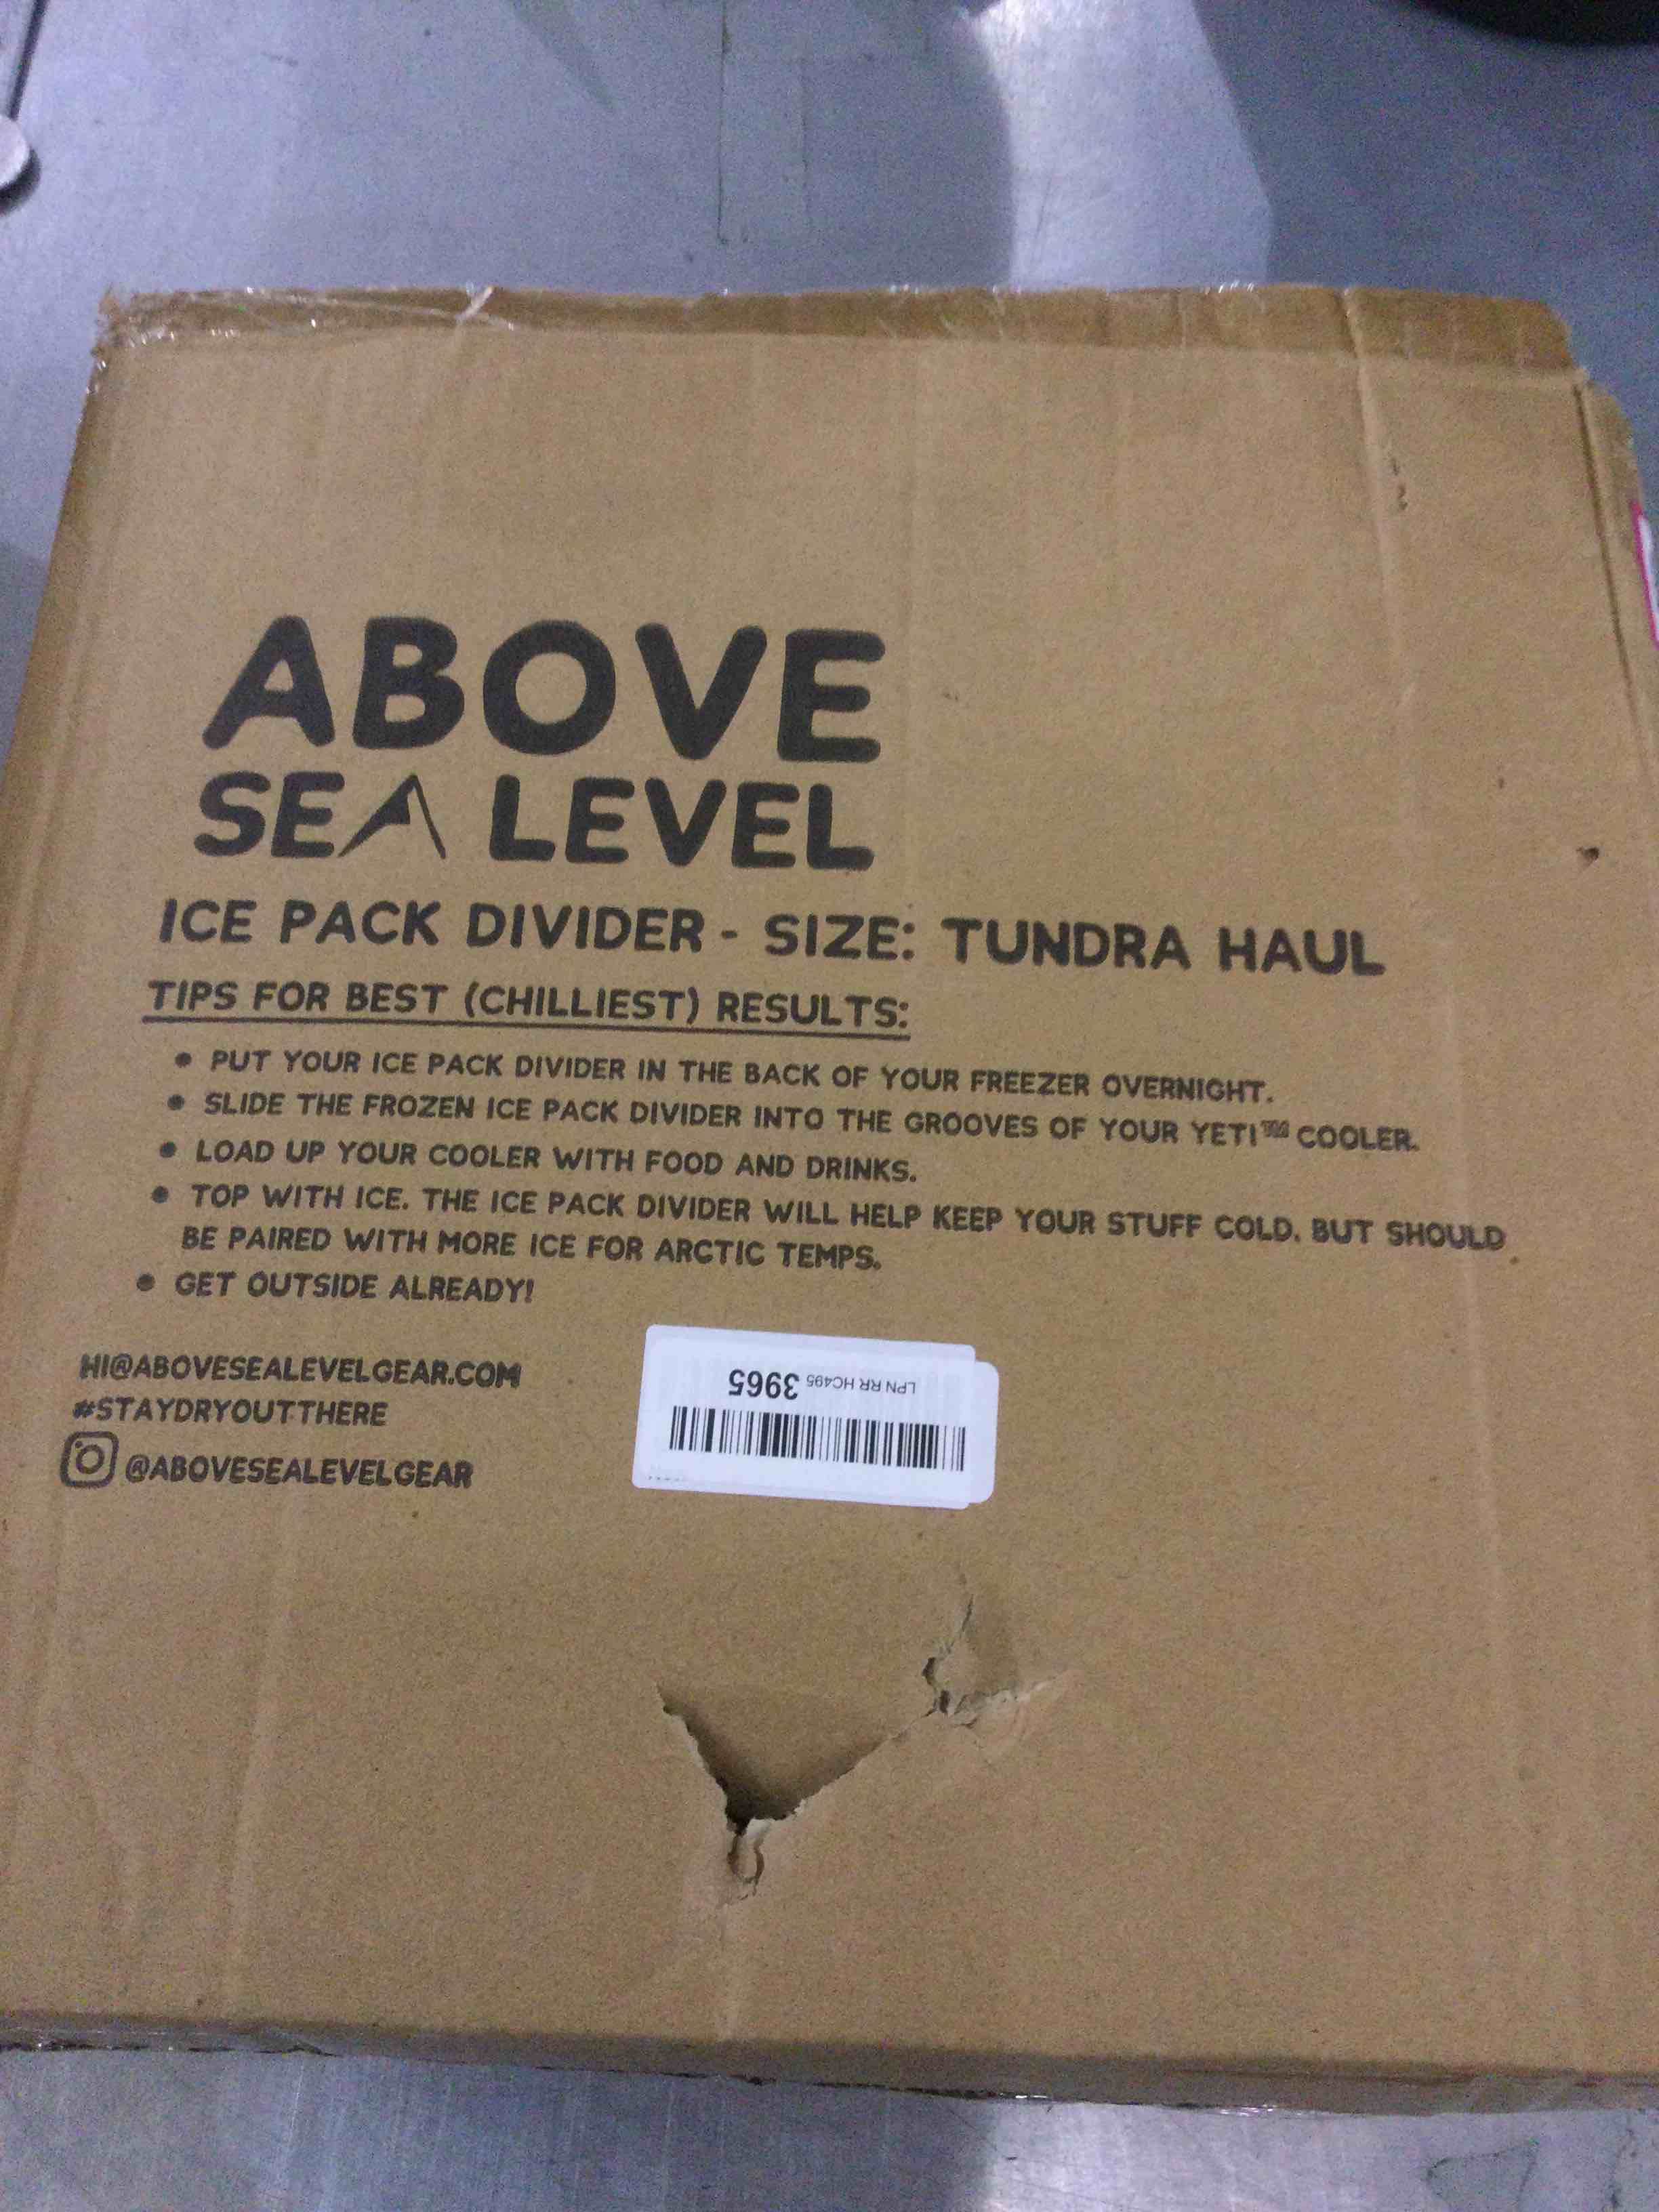 ABOVE
SEA LEVEL
ICE PACK DIVIDER - SIZE: TUNDRA HAUL
TIPS FOR BEST (CHILLIEST) RESULTS:
• PUT YOUR ICE PACK DIVIDER IN THE BACK OF YOUR FREEZER OVERNIGHT.
• SLIDE THE FROZEN ICE PACK DIVIDER INTO THE GROOVES OF YOUR YETI™ COOLER.
• LOAD UP YOUR COOLER WITH FOOD AND DRINKS.
• TOP WITH ICE. THE ICE PACK DIVIDER WILL HELP KEEP YOUR STUFF COLD, BUT SHOULD
BE PAIRED WITH MORE ICE FOR ARCTIC TEMPS.
• GET OUTSIDE ALREADY!
HI@ABOVESEALEVELGEAR.COM
#STAYDRYOUTTHERE
@ABOVESEALEVELGEAR
LPN RR HC495 3965